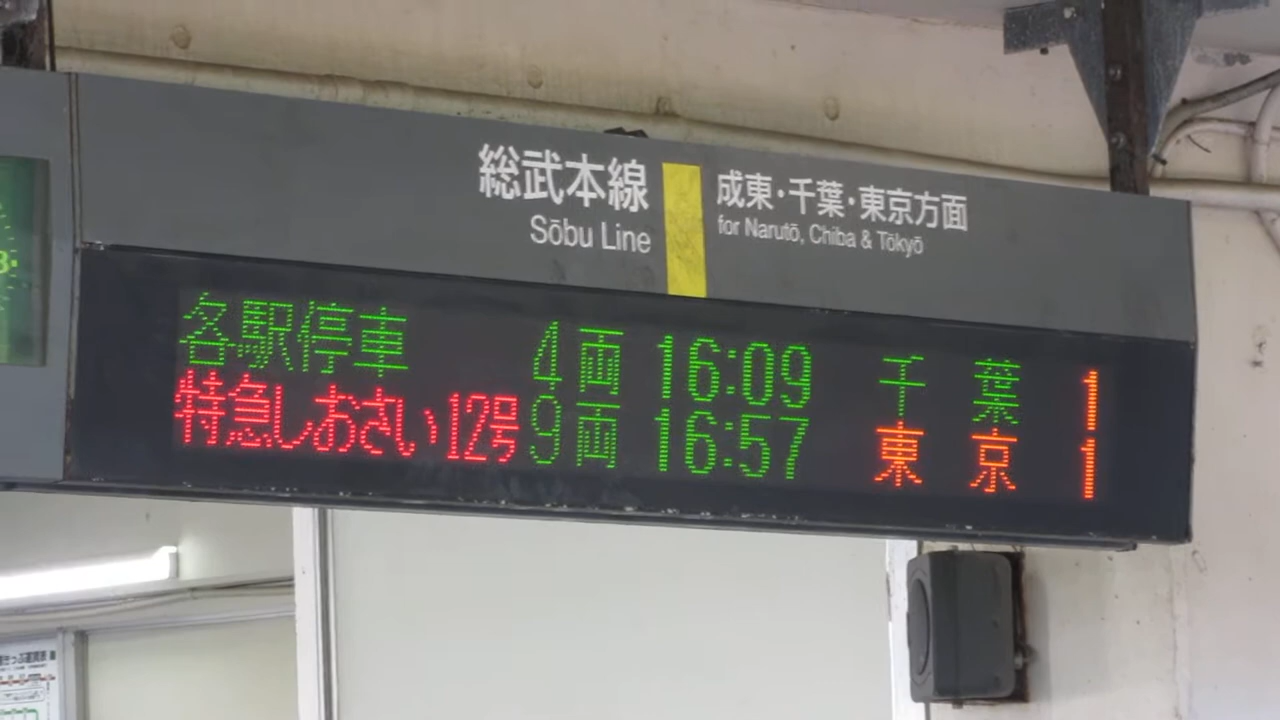 総武本線
Sōbu Line
成東・千葉・東京方面
for Narutō, Chiba & Tōkyō
各駅停車 4両 16:09 千葉 1
特急しおさい12号 9両 16:57 東京 1